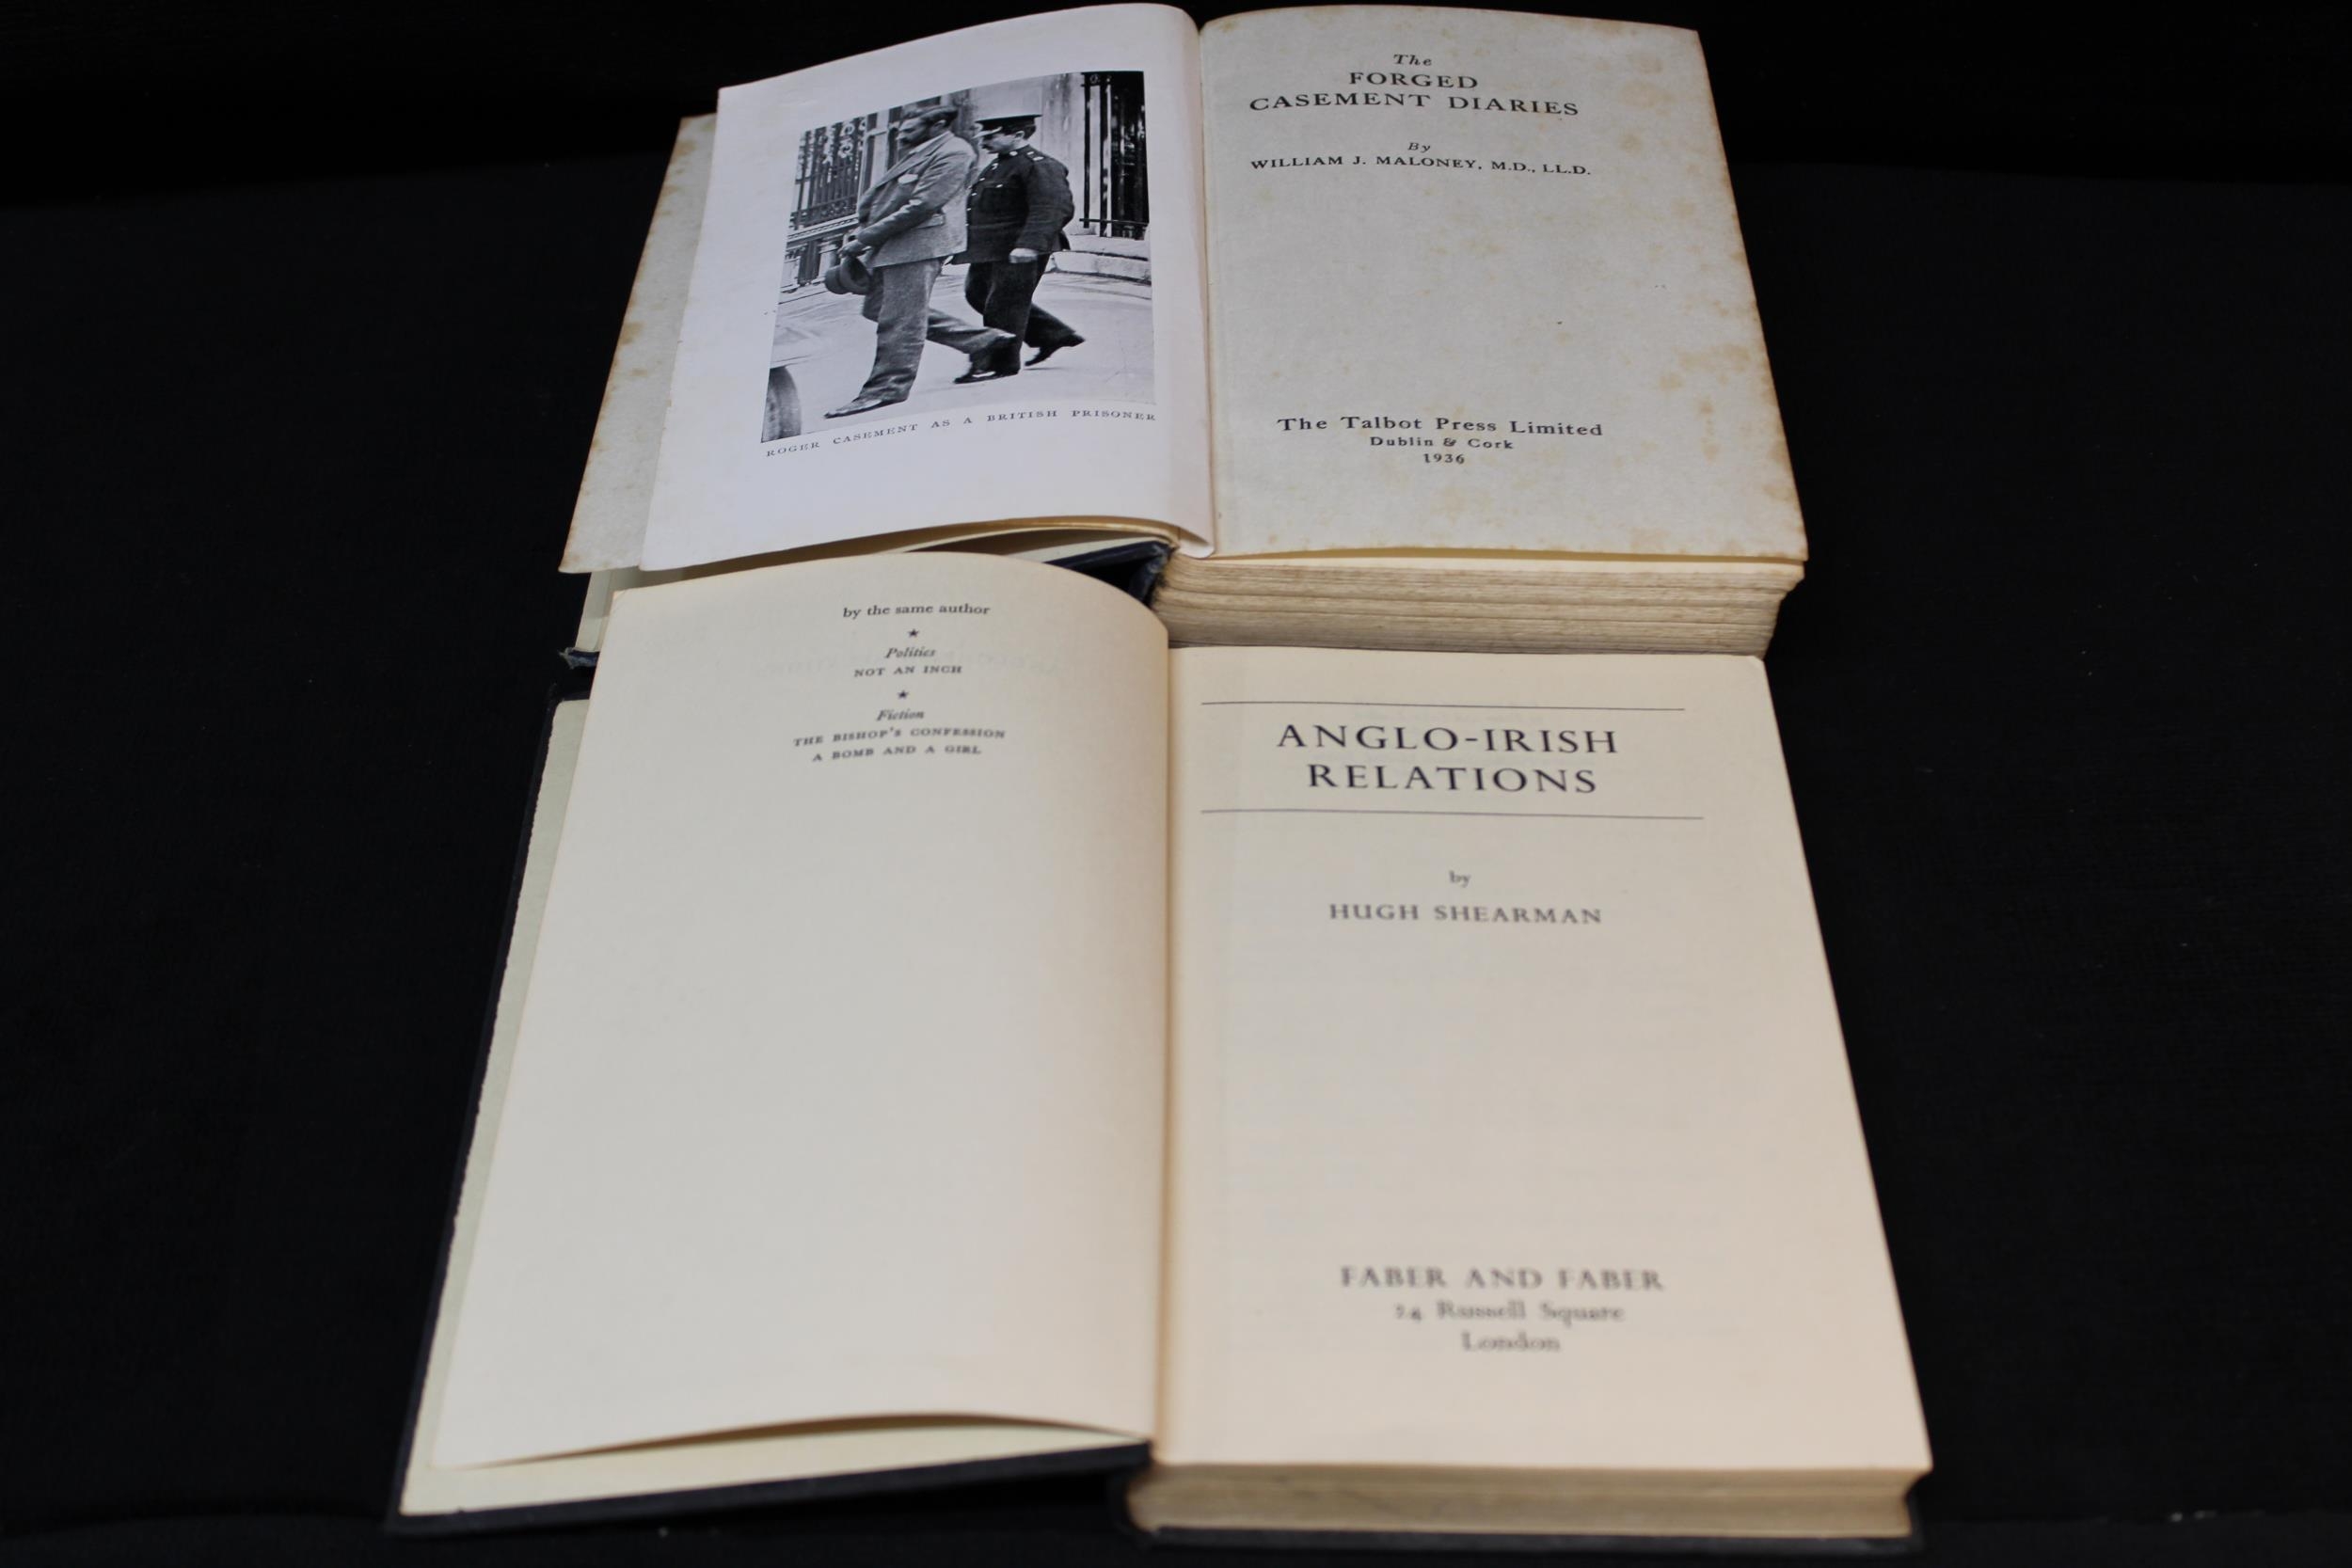 The
FORGED
CASEMENT DIARIES
By
WILLIAM J. MALONEY, M.D., LL.D.
The Talbot Press Limited
Dublin & Cork
1936
ROGER CASEMENT AS A BRITISH PRISONER
by the same author
Politics
NOT AN INCH
Fiction
THE BISHOP'S CONFESSION
A BOMB AND A GIRL
ANGLO-IRISH
RELATIONS
by
HUGH SHEARMAN
FABER AND FABER
24 Russell Square
London